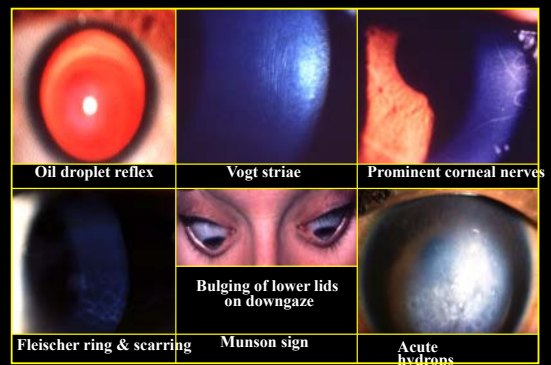 Oil droplet reflex
Vogt striae
Prominent corneal nerves
Bulging of lower lids
on downgaze
Fleischer ring & scarring
Munson sign
Acute
hydrops